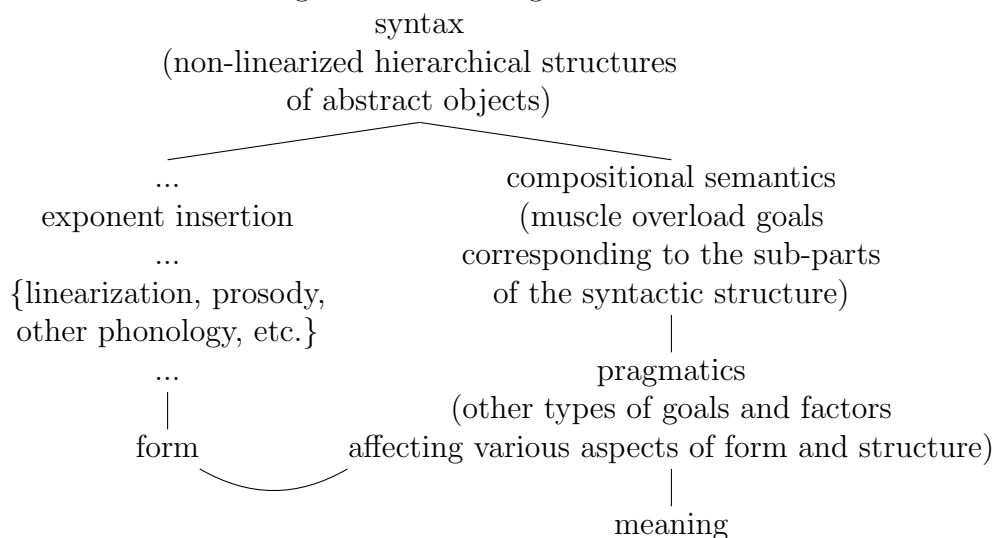 syntax
(non-linearized hierarchical structures
of abstract objects)
...
exponent insertion
...
{linearization, prosody,
other phonology, etc.}
...
form
compositional semantics
(muscle overload goals
corresponding to the sub-parts
of the syntactic structure)
pragmatics
(other types of goals and factors
affecting various aspects of form and structure)
meaning